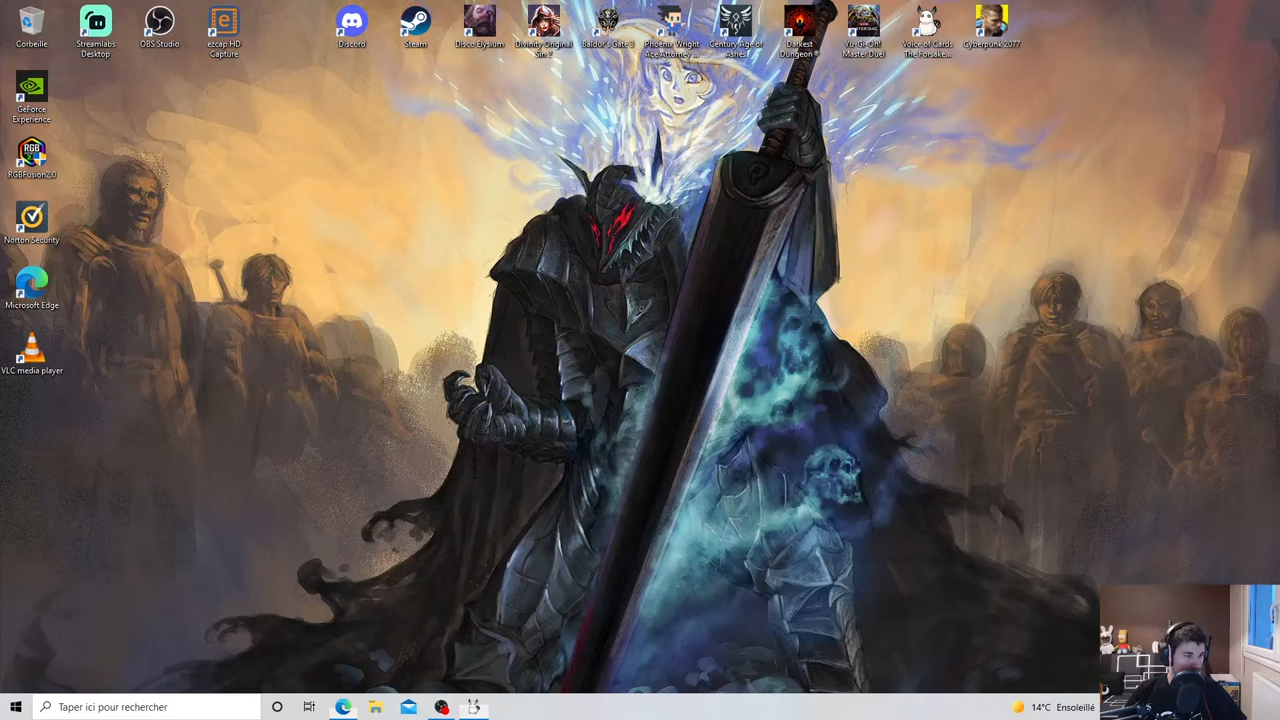 Corbeille
Streamlabs
Desktop
OBS Studio
ezcap HD
Capture
Discord
Steam
Disco Elysium
Divinity Original
Sin 2
Baldur's Gate 3
Phoenix Wright
Ace Attorney ...
Century Age of
Ashes
Darkest
Dungeon®
Yu-Gi-Oh!
Master Duel
Voice of Cards
The Forsake...
Cyberpunk 2077
GeForce
Experience
RGB
RGBFusion2.0
Norton Security
Microsoft Edge
VLC media player
Taper ici pour rechercher
14°C Ensoleillé